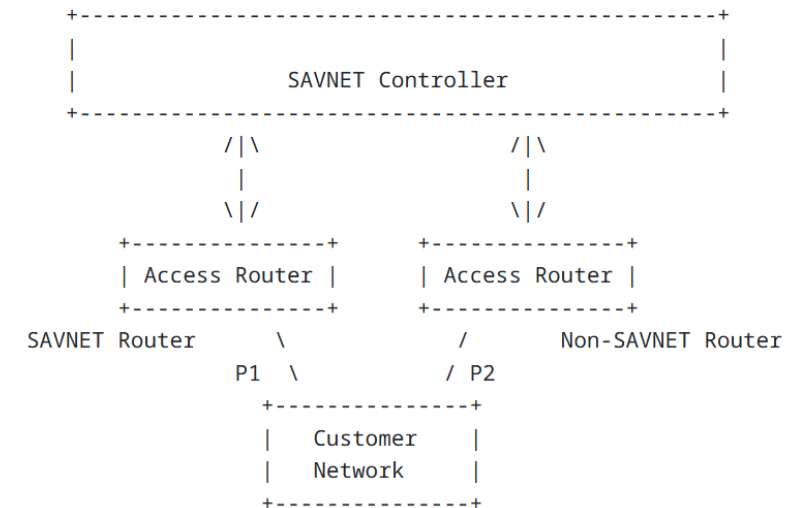 SAVNET Controller
Access Router Access Router
SAVNET Router Non-SAVNET Router
P1 P2
Customer
Network